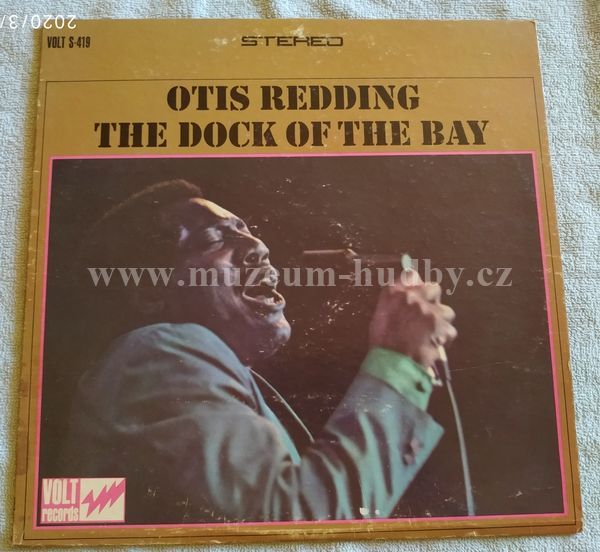 2020/3/
VOLT S-419
STEREO
OTIS REDDING
THE DOCK OF THE BAY
www.muzeum-hudby.cz
VOLT
records